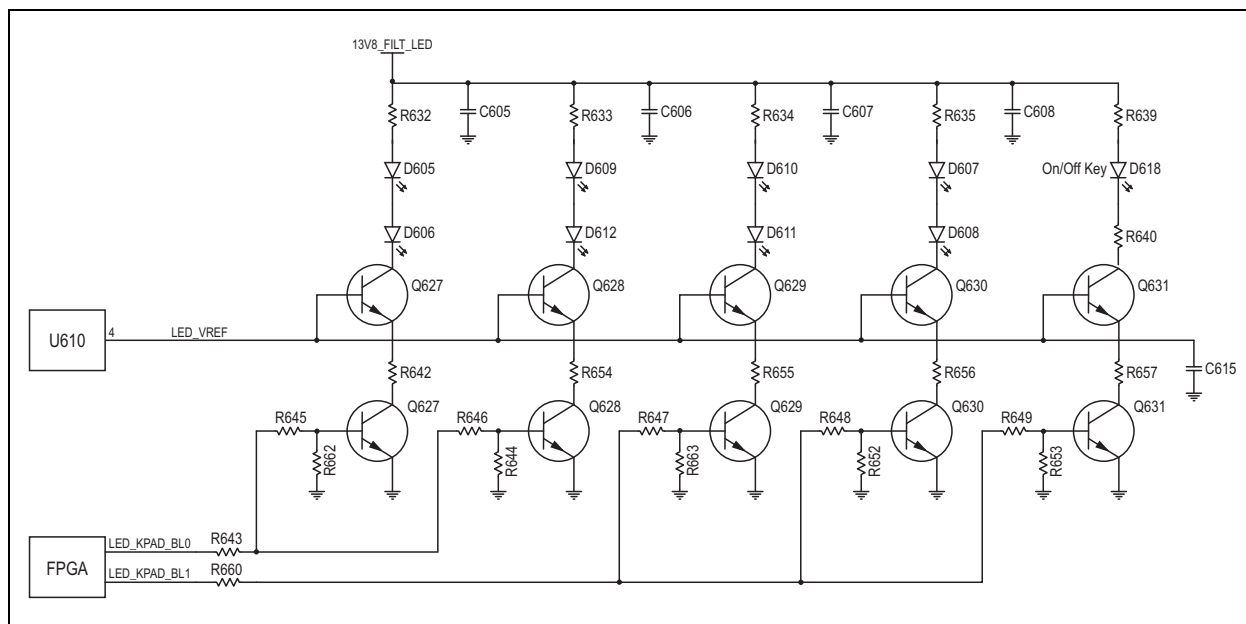 13V8_FILT_LED
R632
C605
R633
C606
R634
C607
R635
C608
R639
D605
D609
D610
D607
On/Off Key
D618
D606
D612
D611
D608
R640
Q627
Q628
Q629
Q630
Q631
U610
4
LED_VREF
R642
R654
R655
R656
R657
C615
R645
Q627
R646
Q628
R647
Q629
R648
Q630
R649
Q631
R662
R644
R663
R652
R653
FPGA
LED_KPAD_BL0
R643
LED_KPAD_BL1
R660